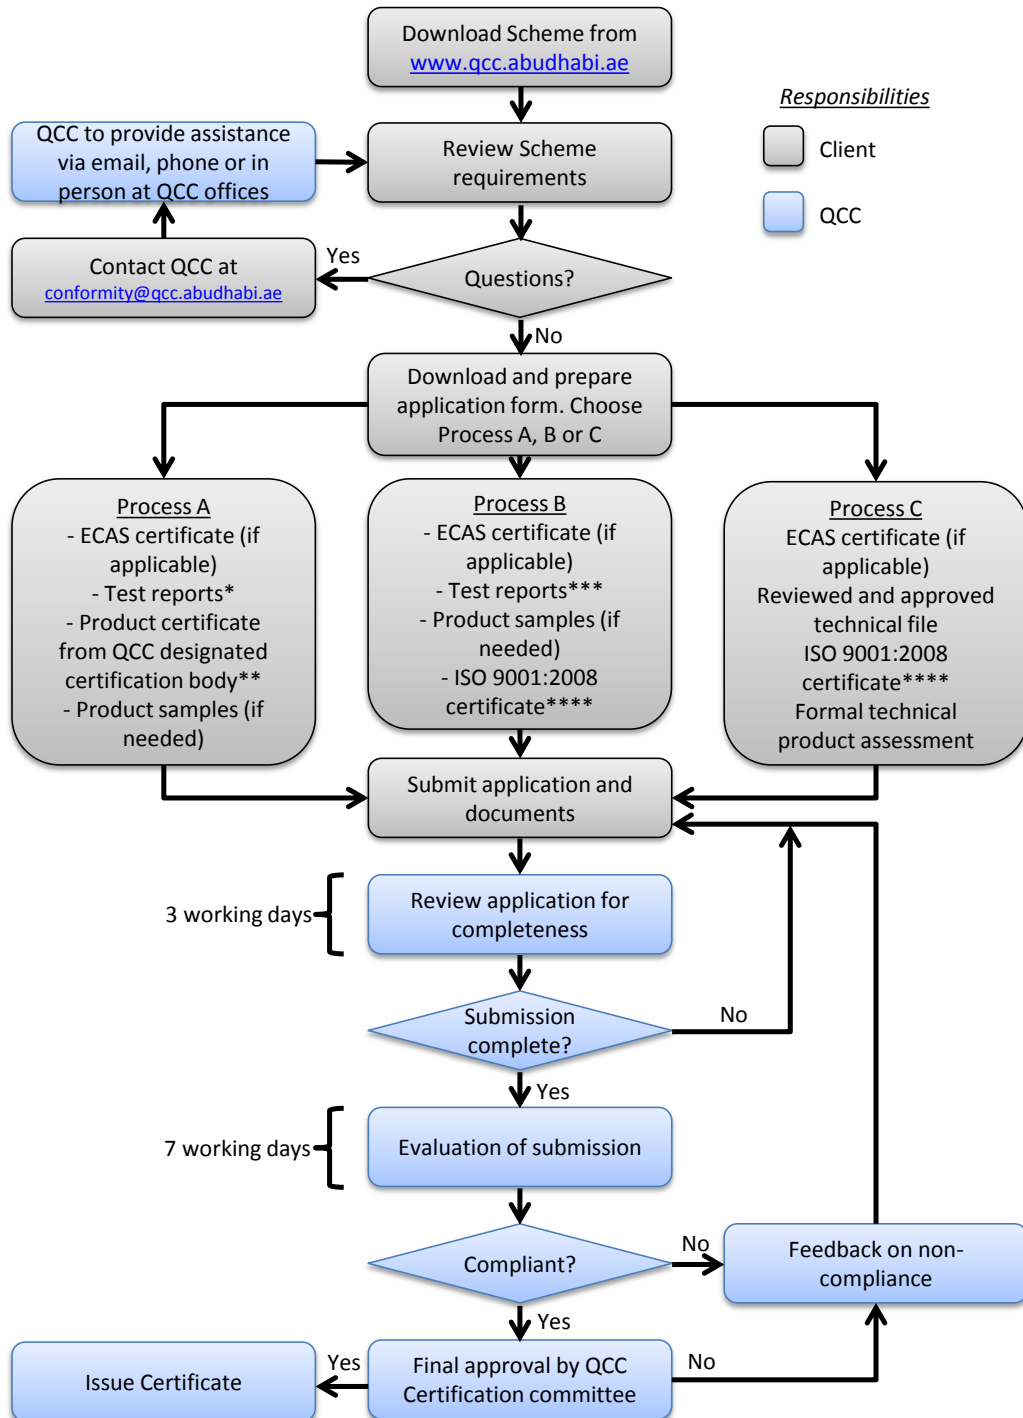 Download Scheme from
www.qcc.abudhabi.ae
Responsibilities
Client
QCC
QCC to provide assistance
via email, phone or in
person at QCC offices
Review Scheme
requirements
Contact QCC at
conformity@qcc.abudhabi.ae
Yes
Questions?
No
Download and prepare
application form. Choose
Process A, B or C
Process A
- ECAS certificate (if
applicable)
- Test reports*
- Product certificate
from QCC designated
certification body**
- Product samples (if
needed)
Process B
- ECAS certificate (if
applicable)
- Test reports***
- Product samples (if
needed)
- ISO 9001:2008
certificate****
Process C
ECAS certificate (if
applicable)
Reviewed and approved
technical file
ISO 9001:2008
certificate****
Formal technical
product assessment
Submit application and
documents
3 working days
Review application for
completeness
Submission
complete?
No
Yes
7 working days
Evaluation of submission
Compliant?
No
Feedback on non-
compliance
Yes
Final approval by QCC
Certification committee
No
Yes
Issue Certificate